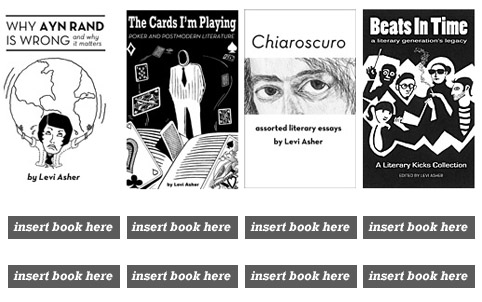 WHY AYN RAND
IS WRONG and why
it matters
by Levi Asher
The Cards I'm Playing
POKER AND POSTMODERN LITERATURE
by Levi Asher
Chiaroscuro
assorted literary essays
by Levi Asher
Beats In Time
a literary generation's legacy
A Literary Kicks Collection
EDITED BY LEVI ASHER
insert book here
insert book here
insert book here
insert book here
insert book here
insert book here
insert book here
insert book here